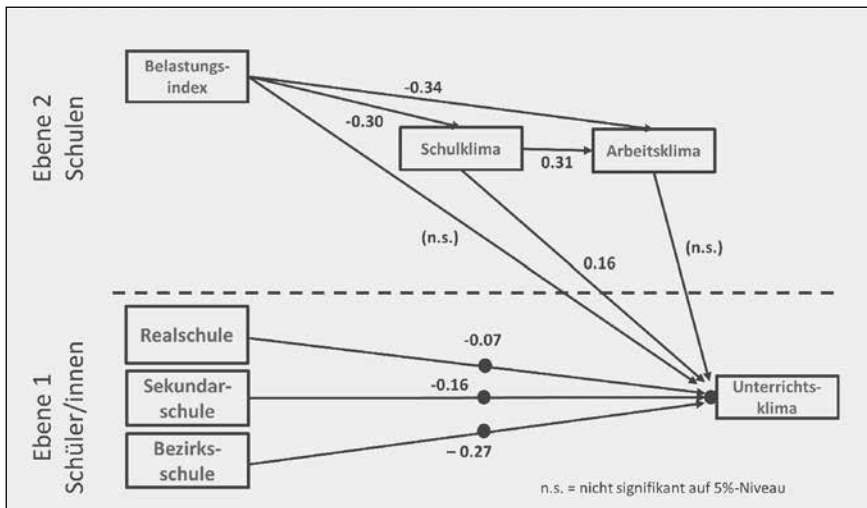 Ebene 2
Schulen
Belastungs-
index
-0.34
-0.30
Schulklima
0.31
Arbeitsklima
(n.s.)
0.16
(n.s.)
Ebene 1
Schüler/innen
Realschule
-0.07
Sekundar-
schule
-0.16
Unterrichts-
klima
Bezirks-
schule
– 0.27
n.s. = nicht signifikant auf 5%-Niveau